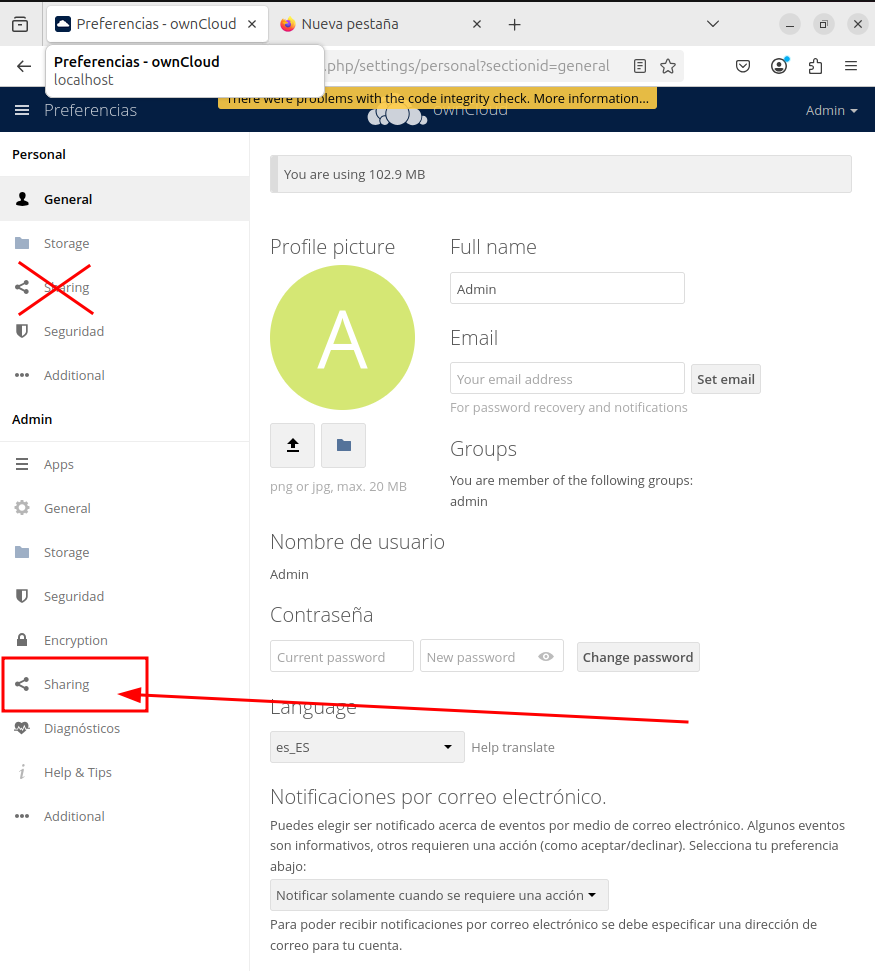 Preferencias - ownCloud
Nueva pestaña
Preferencias - ownCloud
localhost
.php/settings/personal?sectionid=general
There were problems with the code integrity check. More information...
Preferencias
ownCloud
Admin
Personal
General
Storage
Sharing
Seguridad
Additional
Admin
Apps
General
Storage
Seguridad
Encryption
Sharing
Diagnósticos
Help & Tips
Additional
You are using 102.9 MB
Profile picture
A
png or jpg, max. 20 MB
Full name
Admin
Email
Your email address
Set email
For password recovery and notifications
Groups
You are member of the following groups:
admin
Nombre de usuario
Admin
Contraseña
Current password
New password
Change password
Language
es_ES
Help translate
Notificaciones por correo electrónico.
Puedes elegir ser notificado acerca de eventos por medio de correo electrónico. Algunos eventos
son informativos, otros requieren una acción (como aceptar/declinar). Selecciona tu preferencia
abajo:
Notificar solamente cuando se requiere una acción
Para poder recibir notificaciones por correo electrónico se debe especificar una dirección de
correo para tu cuenta.